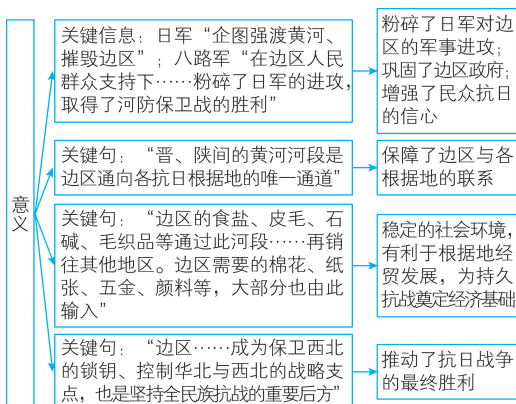 意
义
关键信息：日军“企图强渡黄河、
摧毁边区”；八路军“在边区人民
群众支持下……粉碎了日军的进攻，
取得了河防保卫战的胜利”
粉碎了日军对边
区的军事进攻；
巩固了边区政府；
增强了民众抗日
的信心
关键句：“晋、陕间的黄河河段是
边区通向各抗日根据地的唯一通道”
保障了边区与各
根据地的联系
关键句：“边区的食盐、皮毛、石
碱、毛织品等通过此河段……再销
往其他地区。边区需要的棉花、纸
张、五金、颜料等，大部分也由此
输入”
稳定的社会环境，
有利于根据地经
贸发展，为持久
抗战奠定经济基础
关键句：“边区……成为保卫西北
的锁钥、控制华北与西北的战略支
点，也是坚持全民族抗战的重要后方”
推动了抗日战争
的最终胜利